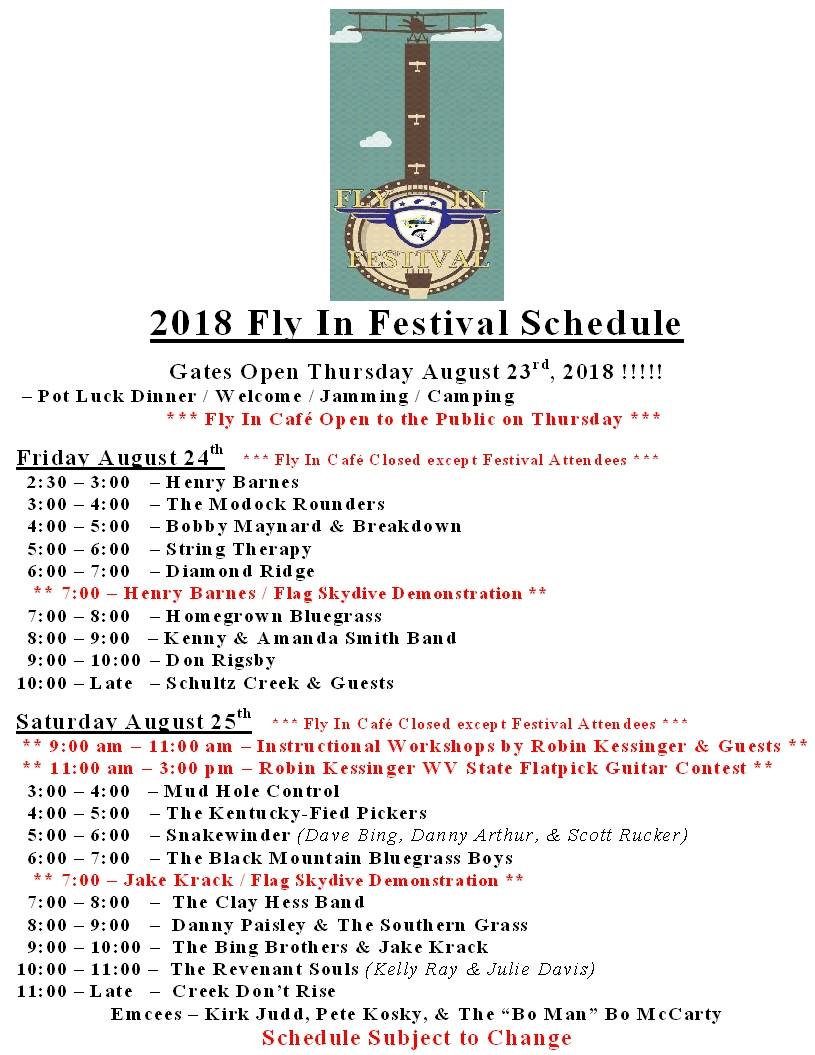 FLY IN
FESTIVAL
2018 Fly In Festival Schedule
Gates Open Thursday August 23rd, 2018 !!!!!
– Pot Luck Dinner / Welcome / Jamming / Camping
*** Fly In Café Open to the Public on Thursday ***
Friday August 24th *** Fly In Café Closed except Festival Attendees ***
2:30 – 3:00 – Henry Barnes
3:00 – 4:00 – The Modock Rounders
4:00 – 5:00 – Bobby Maynard & Breakdown
5:00 – 6:00 – String Therapy
6:00 – 7:00 – Diamond Ridge
** 7:00 – Henry Barnes / Flag Skydive Demonstration **
7:00 – 8:00 – Homegrown Bluegrass
8:00 – 9:00 – Kenny & Amanda Smith Band
9:00 – 10:00 – Don Rigsby
10:00 – Late – Schultz Creek & Guests
Saturday August 25th *** Fly In Café Closed except Festival Attendees ***
** 9:00 am – 11:00 am – Instructional Workshops by Robin Kessinger & Guests **
** 11:00 am – 3:00 pm – Robin Kessinger WV State Flatpick Guitar Contest **
3:00 – 4:00 – Mud Hole Control
4:00 – 5:00 – The Kentucky-Fied Pickers
5:00 – 6:00 – Snakewinder (Dave Bing, Danny Arthur, & Scott Rucker)
6:00 – 7:00 – The Black Mountain Bluegrass Boys
** 7:00 – Jake Krack / Flag Skydive Demonstration **
7:00 – 8:00 – The Clay Hess Band
8:00 – 9:00 – Danny Paisley & The Southern Grass
9:00 – 10:00 – The Bing Brothers & Jake Krack
10:00 – 11:00 – The Revenant Souls (Kelly Ray & Julie Davis)
11:00 – Late – Creek Don't Rise
Emcees – Kirk Judd, Pete Kosky, & The “Bo Man” Bo McCarty
Schedule Subject to Change